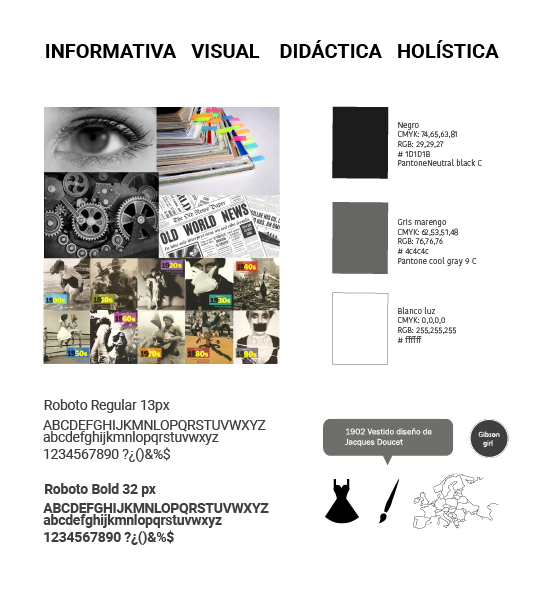 INFORMATIVA VISUAL DIDÁCTICA HOLÍSTICA
The Old News Paper
OLD WORLD NEWS
1900s
1910s
1920s
1930s
1940s
1950s
1960s
1970s
1980s
1990s
Negro
CMYK: 74,65,63,81
RGB: 29,29,27
# 1D1D1B
PantoneNeutral black C
Gris marengo
CMYK: 62,53,51,48
RGB: 76,76,76
# 4c4c4c
Pantone cool gray 9 C
Blanco luz
CMYK: 0,0,0,0
RGB: 255,255,255
# ffffff
Roboto Regular 13px
ABCDEFGHIJKMNLOPQRSTUVWXYZ
abcdefghijkmnlopqrstuvwxyz
1234567890 ?¿()&%$
Roboto Bold 32 px
ABCDEFGHIJKMNLOPQRSTUVWXYZ
abcdefghijkmnlopqrstuvwxyz
1234567890 ?¿()&%$
1902 Vestido diseño de
Jacques Doucet
Gibson
girl